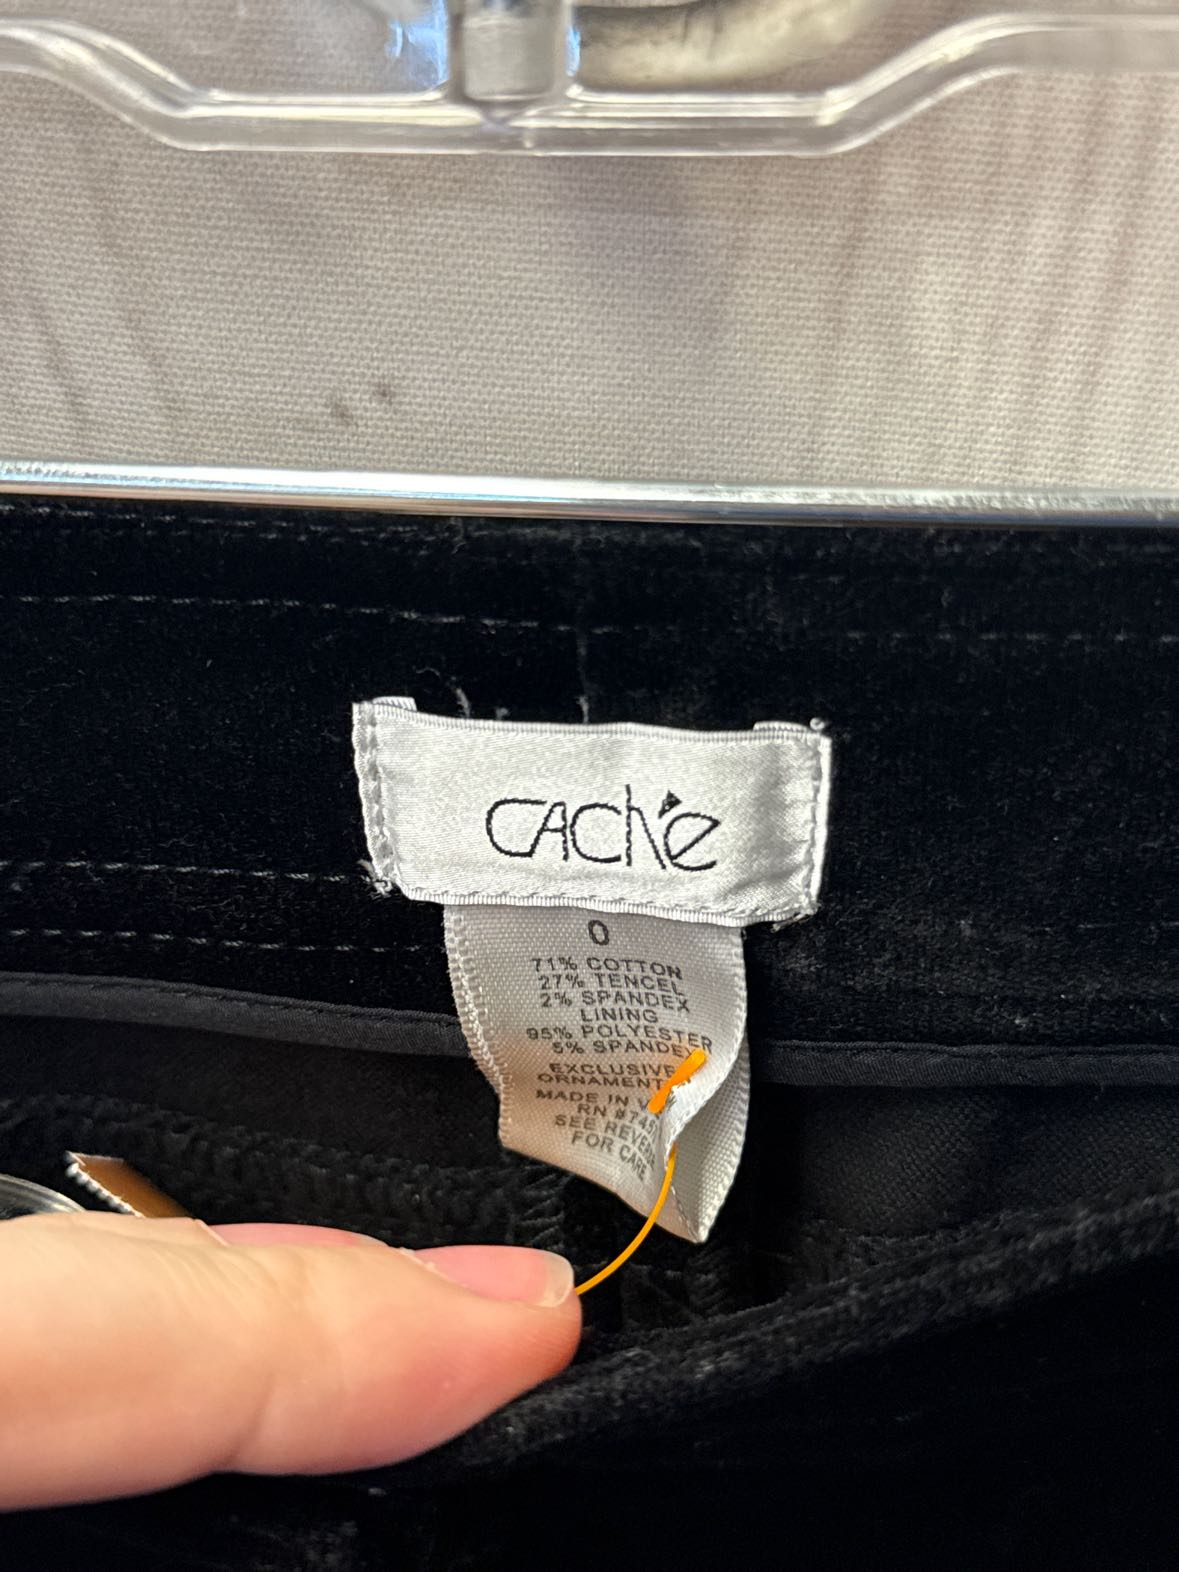 CAChé
0
71% COTTON
27% TENCEL
2% SPANDEX
LINING
95% POLYESTER
5% SPANDEX
EXCLUSIVE
MADE IN
RN #745
SEE
FOR CARE